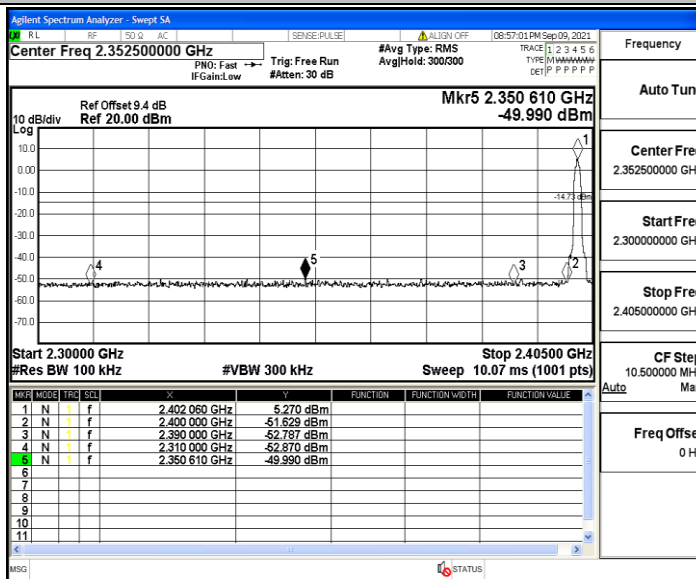 Agilent Spectrum Analyzer - Swept SA
RL RF 50 Ω AC SENSE:PULSE ALIGN OFF 08:57:01 PM Sep 09, 2021
Center Freq 2.352500000 GHz
PNO: Fast
IFGain:Low
Trig: Free Run
#Atten: 30 dB
#Avg Type: RMS
Avg|Hold: 300/300
TRACE 1 2 3 4 5 6
TYPE M WWWWW
DET P P P P P P
Mkr5 2.350 610 GHz
-49.990 dBm
Ref Offset 9.4 dB
10 dB/div Ref 20.00 dBm
Log
10.0
0.00
-10.0
-20.0
-30.0
-40.0
-50.0
-60.0
-70.0
1
-14.73 dBm
4
5
3
2
Start 2.30000 GHz Stop 2.40500 GHz
#Res BW 100 kHz #VBW 300 kHz Sweep 10.07 ms (1001 pts)
MKR MODE TRC SCL X Y FUNCTION FUNCTION WIDTH FUNCTION VALUE
1 N 1 f 2.402 060 GHz 5.270 dBm
2 N 1 f 2.400 000 GHz -51.629 dBm
3 N 1 f 2.390 000 GHz -52.787 dBm
4 N 1 f 2.310 000 GHz -52.870 dBm
5 N 1 f 2.350 610 GHz -49.990 dBm
6
7
8
9
10
11
MSG STATUS
Frequency
Auto Tun
Center Fre
2.352500000 GH
Start Fre
2.300000000 GH
Stop Fre
2.405000000 GH
CF Step
10.500000 MH
Auto Ma
Freq Offse
0 H